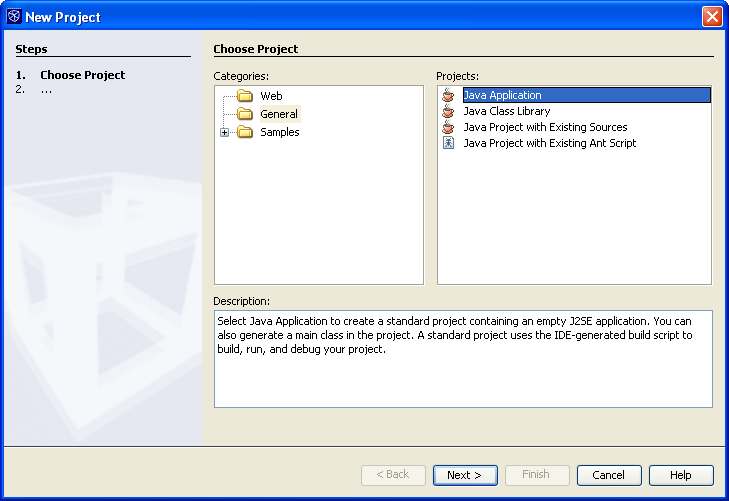 New Project
Steps
1. Choose Project
2. ...
Choose Project
Categories:
Web
General
Samples
Projects:
Java Application
Java Class Library
Java Project with Existing Sources
Java Project with Existing Ant Script
Description:
Select Java Application to create a standard project containing an empty J2SE application. You can
also generate a main class in the project. A standard project uses the IDE-generated build script to
build, run, and debug your project.
< Back
Next >
Finish
Cancel
Help